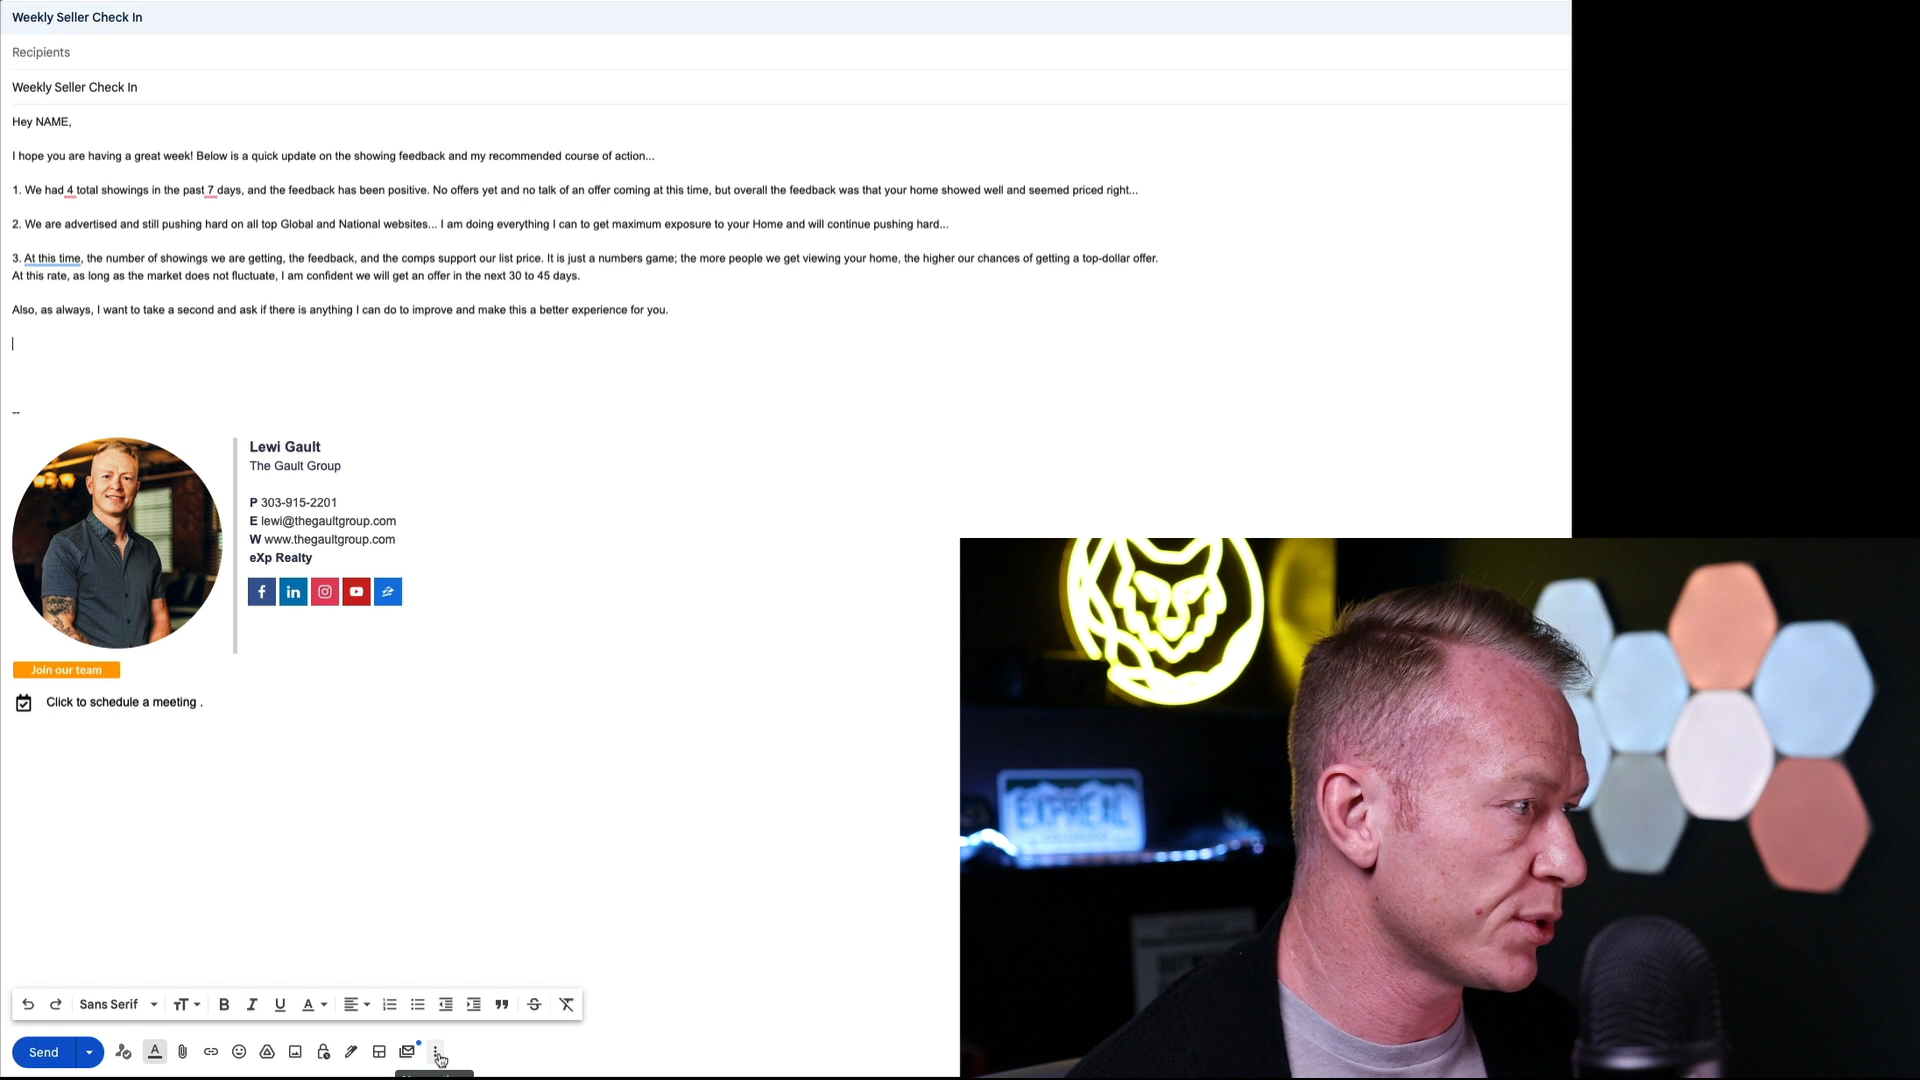 Weekly Seller Check In
Recipients
Weekly Seller Check In
Hey NAME,
I hope you are having a great week! Below is a quick update on the showing feedback and my recommended course of action...
1. We had 4 total showings in the past 7 days, and the feedback has been positive. No offers yet and no talk of an offer coming at this time, but overall the feedback was that your home showed well and seemed priced right...
2. We are advertised and still pushing hard on all top Global and National websites... I am doing everything I can to get maximum exposure to your Home and will continue pushing hard...
3. At this time, the number of showings we are getting, the feedback, and the comps support our list price. It is just a numbers game; the more people we get viewing your home, the higher our chances of getting a top-dollar offer.
At this rate, as long as the market does not fluctuate, I am confident we will get an offer in the next 30 to 45 days.
Also, as always, I want to take a second and ask if there is anything I can do to improve and make this a better experience for you.
--
Lewi Gault
The Gault Group
P 303-915-2201
E lewi@thegaultgroup.com
W www.thegaultgroup.com
eXp Realty
Join our team
Click to schedule a meeting .
EXPREAL
Sans Serif
Send